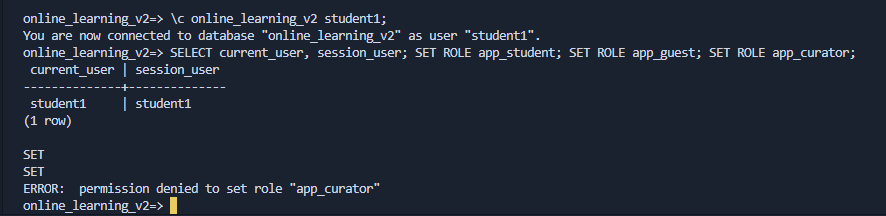 online_learning_v2=> \c online_learning_v2 student1;
You are now connected to database "online_learning_v2" as user "student1".
online_learning_v2=> SELECT current_user, session_user; SET ROLE app_student; SET ROLE app_guest; SET ROLE app_curator;
 current_user | session_user
--------------+--------------
 student1     | student1
(1 row)

SET
SET
ERROR:  permission denied to set role "app_curator"
online_learning_v2=>